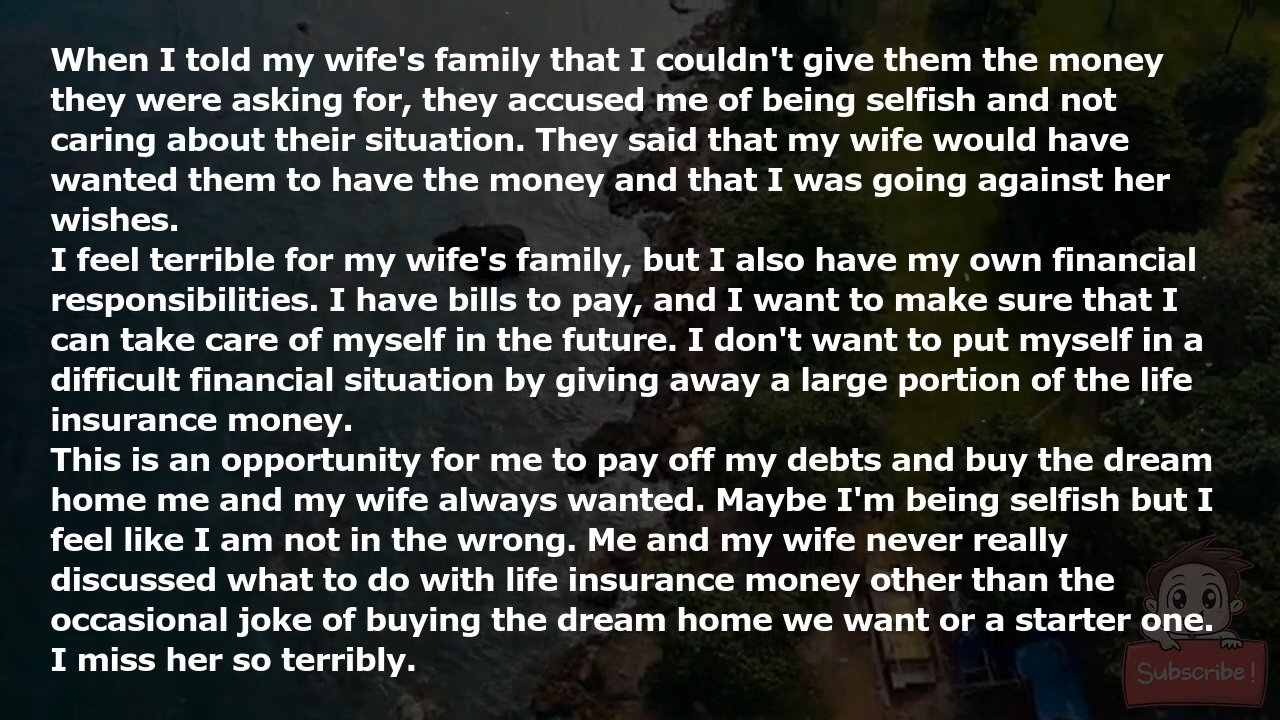 When I told my wife's family that I couldn't give them the money
they were asking for, they accused me of being selfish and not
caring about their situation. They said that my wife would have
wanted them to have the money and that I was going against her
wishes.
I feel terrible for my wife's family, but I also have my own financial
responsibilities. I have bills to pay, and I want to make sure that I
can take care of myself in the future. I don't want to put myself in a
difficult financial situation by giving away a large portion of the life
insurance money.
This is an opportunity for me to pay off my debts and buy the dream
home me and my wife always wanted. Maybe I'm being selfish but I
feel like I am not in the wrong. Me and my wife never really
discussed what to do with life insurance money other than the
occasional joke of buying the dream home we want or a starter one.
I miss her so terribly.
Subscribe!